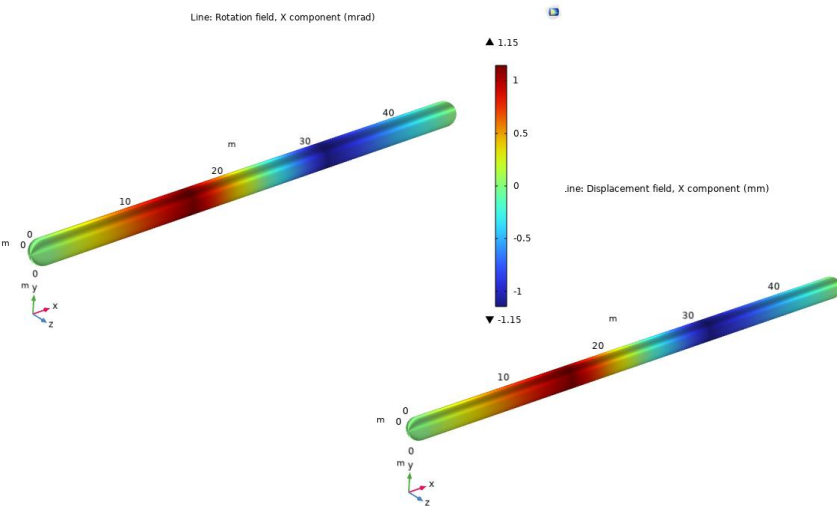 Line: Rotation field, X component (mrad)
▲ 1.15
1
0.5
0
-0.5
-1
▼ -1.15
40
30
m
20
10
0
m 0
0
m y
x
z
.ine: Displacement field, X component (mm)
40
30
m
20
10
0
m 0
0
m y
x
z